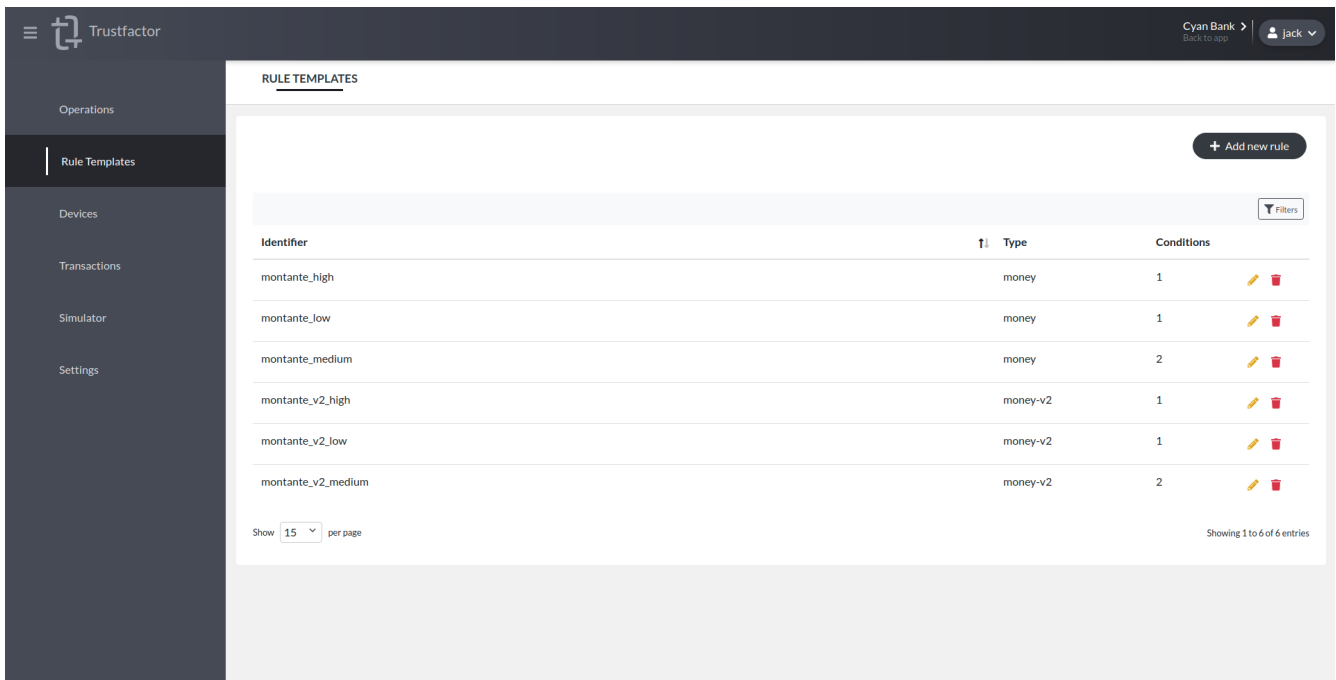 Trustfactor
Cyan Bank
Back to app
jack
Operations
Rule Templates
Devices
Transactions
Simulator
Settings
RULE TEMPLATES
+ Add new rule
Filters
Identifier Type Conditions
montante_high money 1
montante_low money 1
montante_medium money 2
montante_v2_high money-v2 1
montante_v2_low money-v2 1
montante_v2_medium money-v2 2
Show 15 per page
Showing 1 to 6 of 6 entries